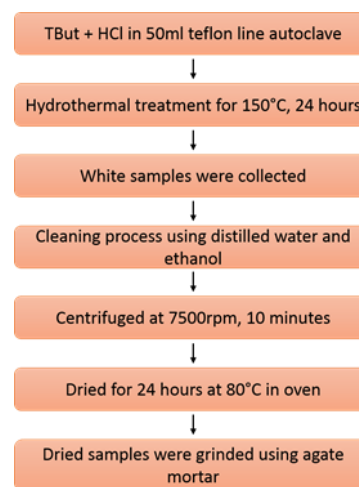 TBut + HCl in 50ml teflon line autoclave
Hydrothermal treatment for 150°C, 24 hours
White samples were collected
Cleaning process using distilled water and
ethanol
Centrifuged at 7500rpm, 10 minutes
Dried for 24 hours at 80°C in oven
Dried samples were grinded using agate
mortar